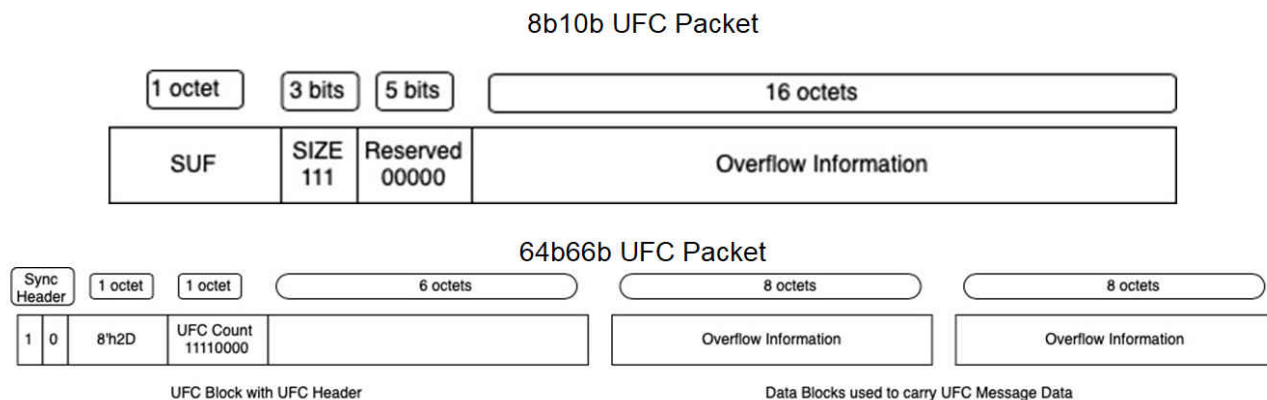 8b10b UFC Packet
1 octet
3 bits
5 bits
16 octets
SUF
SIZE
111
Reserved
00000
Overflow Information
64b66b UFC Packet
Sync
Header
1 octet
1 octet
6 octets
8 octets
8 octets
1
0
8'h2D
UFC Count
11110000
Overflow Information
Overflow Information
UFC Block with UFC Header
Data Blocks used to carry UFC Message Data